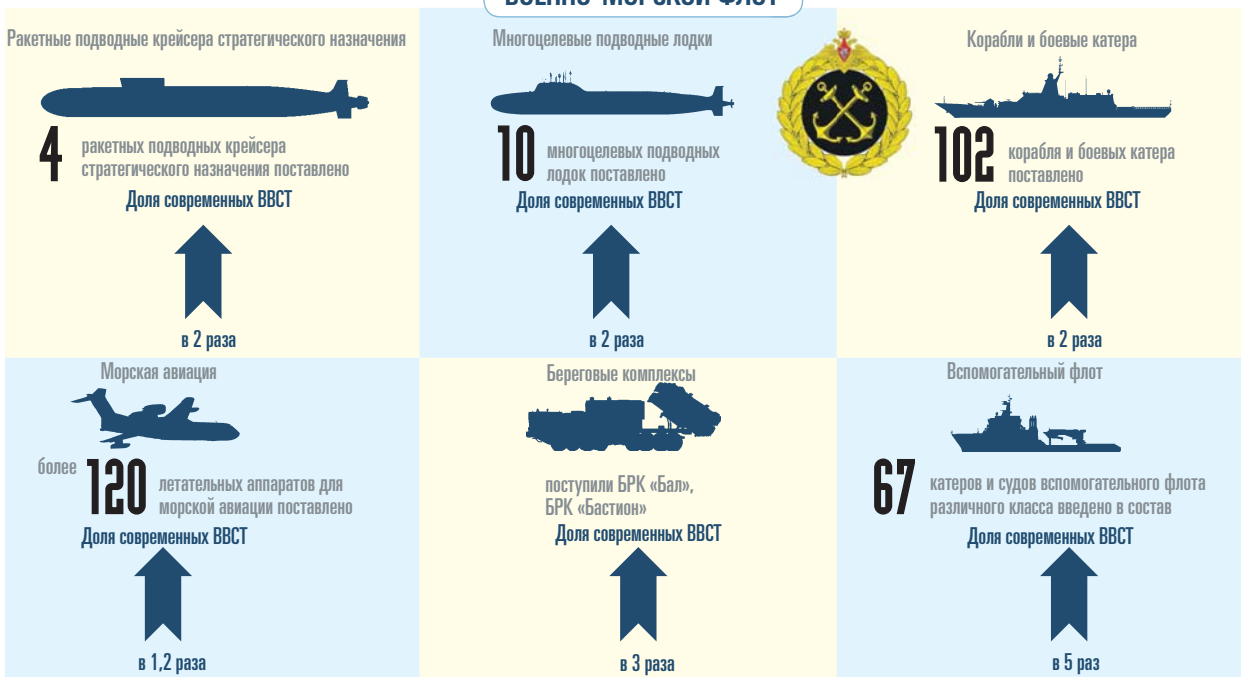 ВОЕННО-МОРСКОЙ ФЛОТ
Ракетные подводные крейсера стратегического назначения
4
ракетных подводных крейсера
стратегического назначения поставлено
Доля современных ВВСТ
в 2 раза
Многоцелевые подводные лодки
10
многоцелевых подводных
лодок поставлено
Доля современных ВВСТ
в 2 раза
Корабли и боевые катера
102
корабля и боевых катера
поставлено
Доля современных ВВСТ
в 2 раза
Морская авиация
более
120
летательных аппаратов для
морской авиации поставлено
Доля современных ВВСТ
в 1,2 раза
Береговые комплексы
поступили БРК «Бал»,
БРК «Бастион»
Доля современных ВВСТ
в 3 раза
Вспомогательный флот
67
катеров и судов вспомогательного флота
различного класса введено в состав
Доля современных ВВСТ
в 5 раз